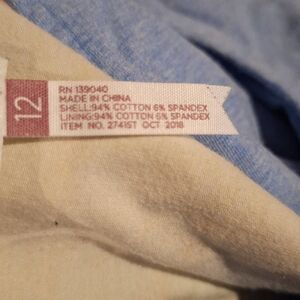 12
RN 139040
MADE IN CHINA
SHELL:94% COTTON 6% SPANDEX
LINING:94% COTTON 6% SPANDEX
ITEM NO. 2741ST OCT 2018